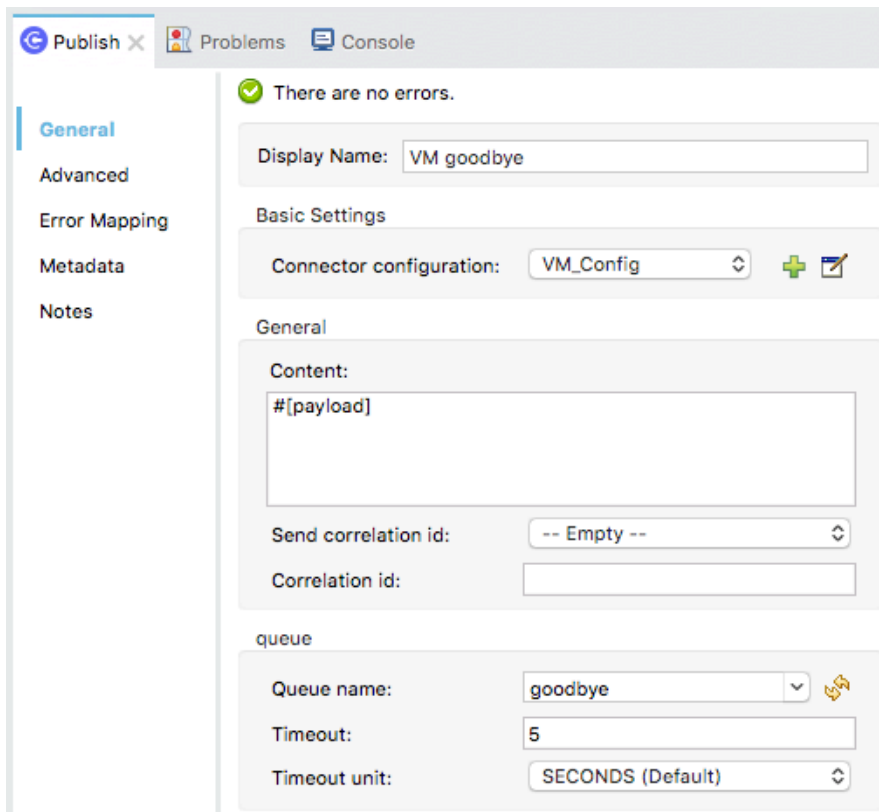 Publish Problems Console
There are no errors.
General
Display Name: VM goodbye
Advanced
Error Mapping
Basic Settings
Metadata
Connector configuration: VM_Config
Notes
General
Content:
#[payload]
Send correlation id: -- Empty --
Correlation id:
queue
Queue name: goodbye
Timeout: 5
Timeout unit: SECONDS (Default)